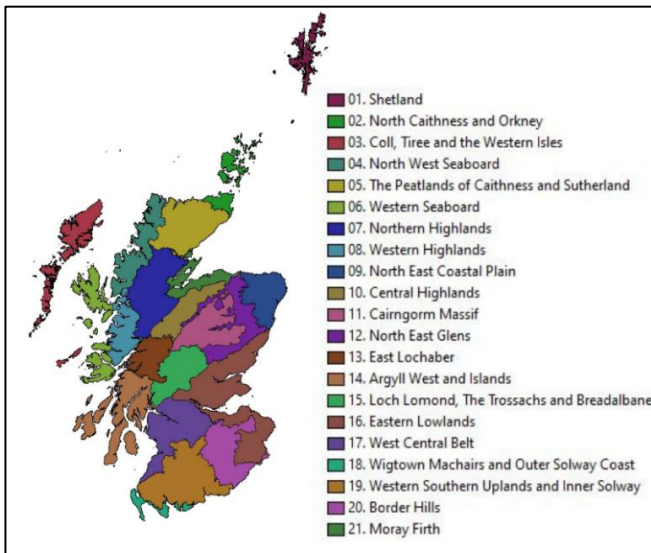 01. Shetland
02. North Caithness and Orkney
03. Coll, Tiree and the Western Isles
04. North West Seaboard
05. The Peatlands of Caithness and Sutherland
06. Western Seaboard
07. Northern Highlands
08. Western Highlands
09. North East Coastal Plain
10. Central Highlands
11. Cairngorm Massif
12. North East Glens
13. East Lochaber
14. Argyll West and Islands
15. Loch Lomond, The Trossachs and Breadalbane
16. Eastern Lowlands
17. West Central Belt
18. Wigtown Machairs and Outer Solway Coast
19. Western Southern Uplands and Inner Solway
20. Border Hills
21. Moray Firth